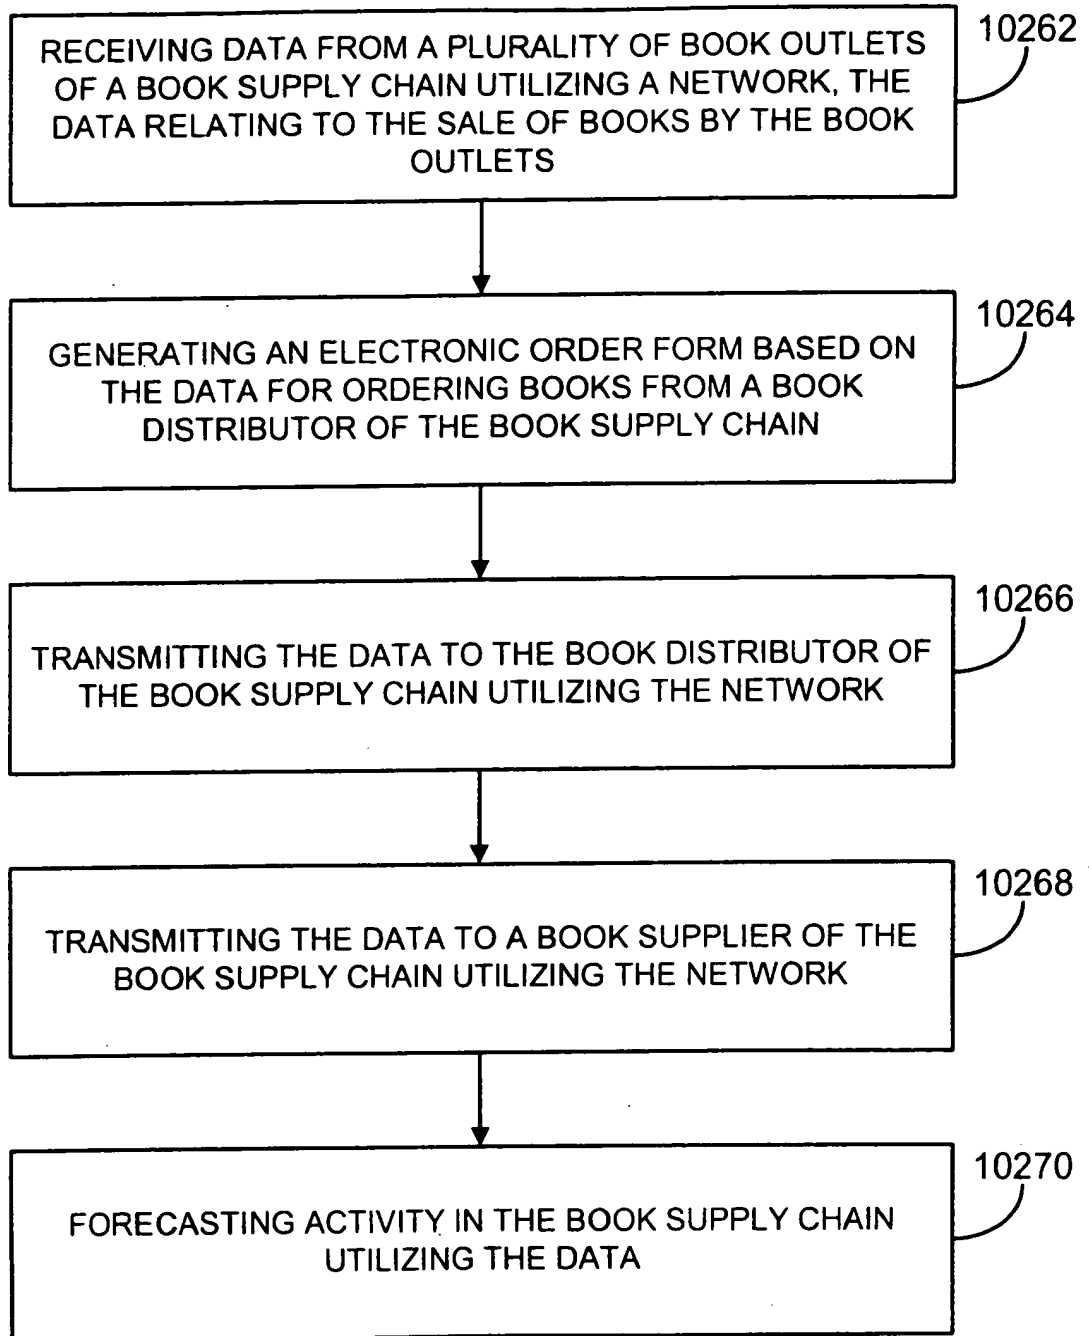 RECEIVING DATA FROM A PLURALITY OF BOOK OUTLETS
OF A BOOK SUPPLY CHAIN UTILIZING A NETWORK, THE
DATA RELATING TO THE SALE OF BOOKS BY THE BOOK
OUTLETS
10262
GENERATING AN ELECTRONIC ORDER FORM BASED ON
THE DATA FOR ORDERING BOOKS FROM A BOOK
DISTRIBUTOR OF THE BOOK SUPPLY CHAIN
10264
TRANSMITTING THE DATA TO THE BOOK DISTRIBUTOR OF
THE BOOK SUPPLY CHAIN UTILIZING THE NETWORK
10266
TRANSMITTING THE DATA TO A BOOK SUPPLIER OF THE
BOOK SUPPLY CHAIN UTILIZING THE NETWORK
10268
FORECASTING ACTIVITY IN THE BOOK SUPPLY CHAIN
UTILIZING THE DATA
10270